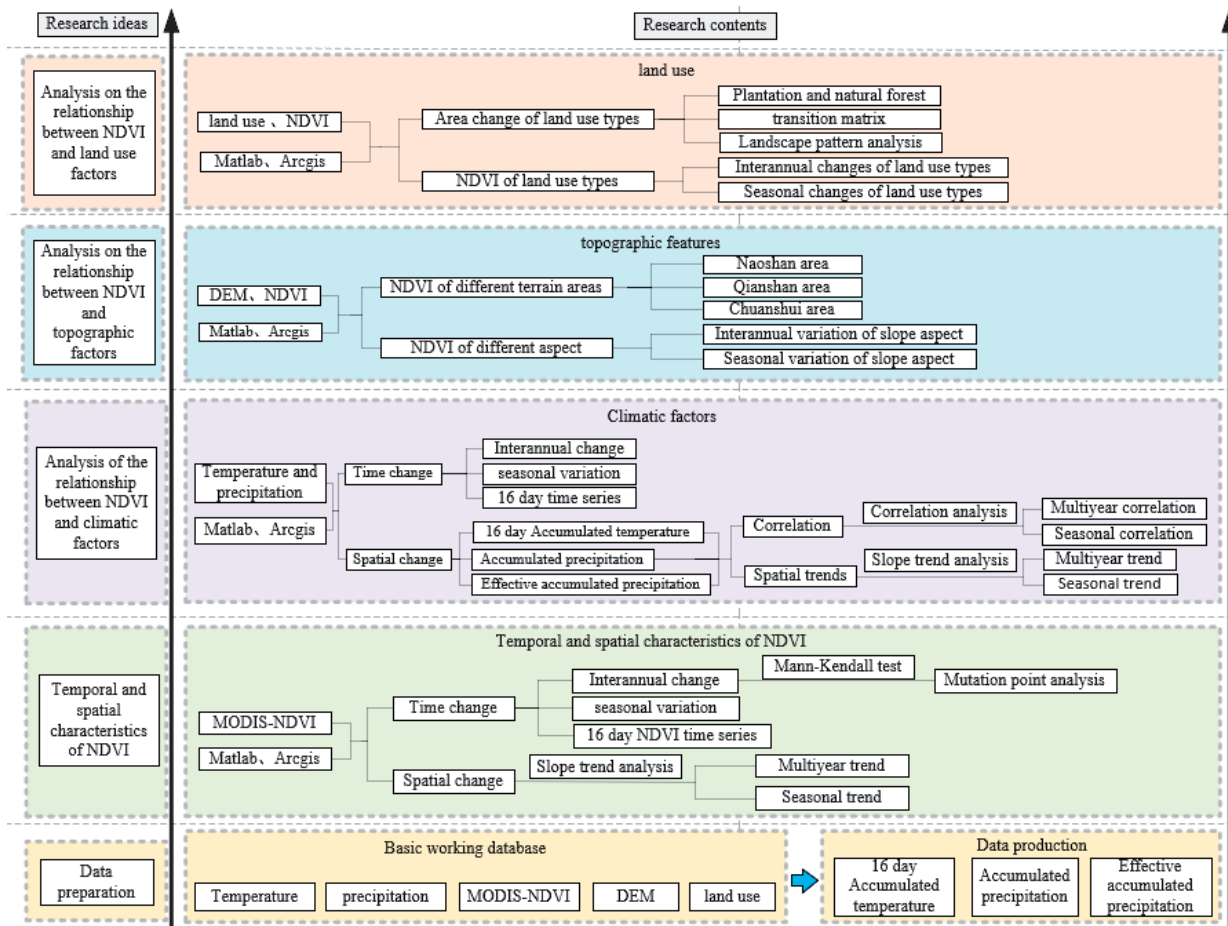 Research ideas
Research contents
Analysis on the
relationship
between NDVI
and land use
factors
land use
land use 、NDVI
Matlab、Arcgis
Area change of land use types
NDVI of land use types
Plantation and natural forest
transition matrix
Landscape pattern analysis
Interannual changes of land use types
Seasonal changes of land use types
Analysis on the
relationship
between NDVI
and
topographic
factors
topographic features
DEM、NDVI
Matlab、Arcgis
NDVI of different terrain areas
NDVI of different aspect
Naoshan area
Qianshan area
Chuanshui area
Interannual variation of slope aspect
Seasonal variation of slope aspect
Analysis of the
relationship
between NDVI
and climatic
factors
Climatic factors
Temperature and
precipitation
Matlab、Arcgis
Time change
Spatial change
Interannual change
seasonal variation
16 day time series
16 day Accumulated temperature
Accumulated precipitation
Effective accumulated precipitation
Correlation
Spatial trends
Correlation analysis
Slope trend analysis
Multiyear correlation
Seasonal correlation
Multiyear trend
Seasonal trend
Temporal and
spatial
characteristics
of NDVI
Temporal and spatial characteristics of NDVI
MODIS-NDVI
Matlab、Arcgis
Time change
Spatial change
Interannual change
seasonal variation
16 day NDVI time series
Mann-Kendall test
Mutation point analysis
Slope trend analysis
Multiyear trend
Seasonal trend
Data
preparation
Basic working database
Temperature
precipitation
MODIS-NDVI
DEM
land use
Data production
16 day
Accumulated
temperature
Accumulated
precipitation
Effective
accumulated
precipitation